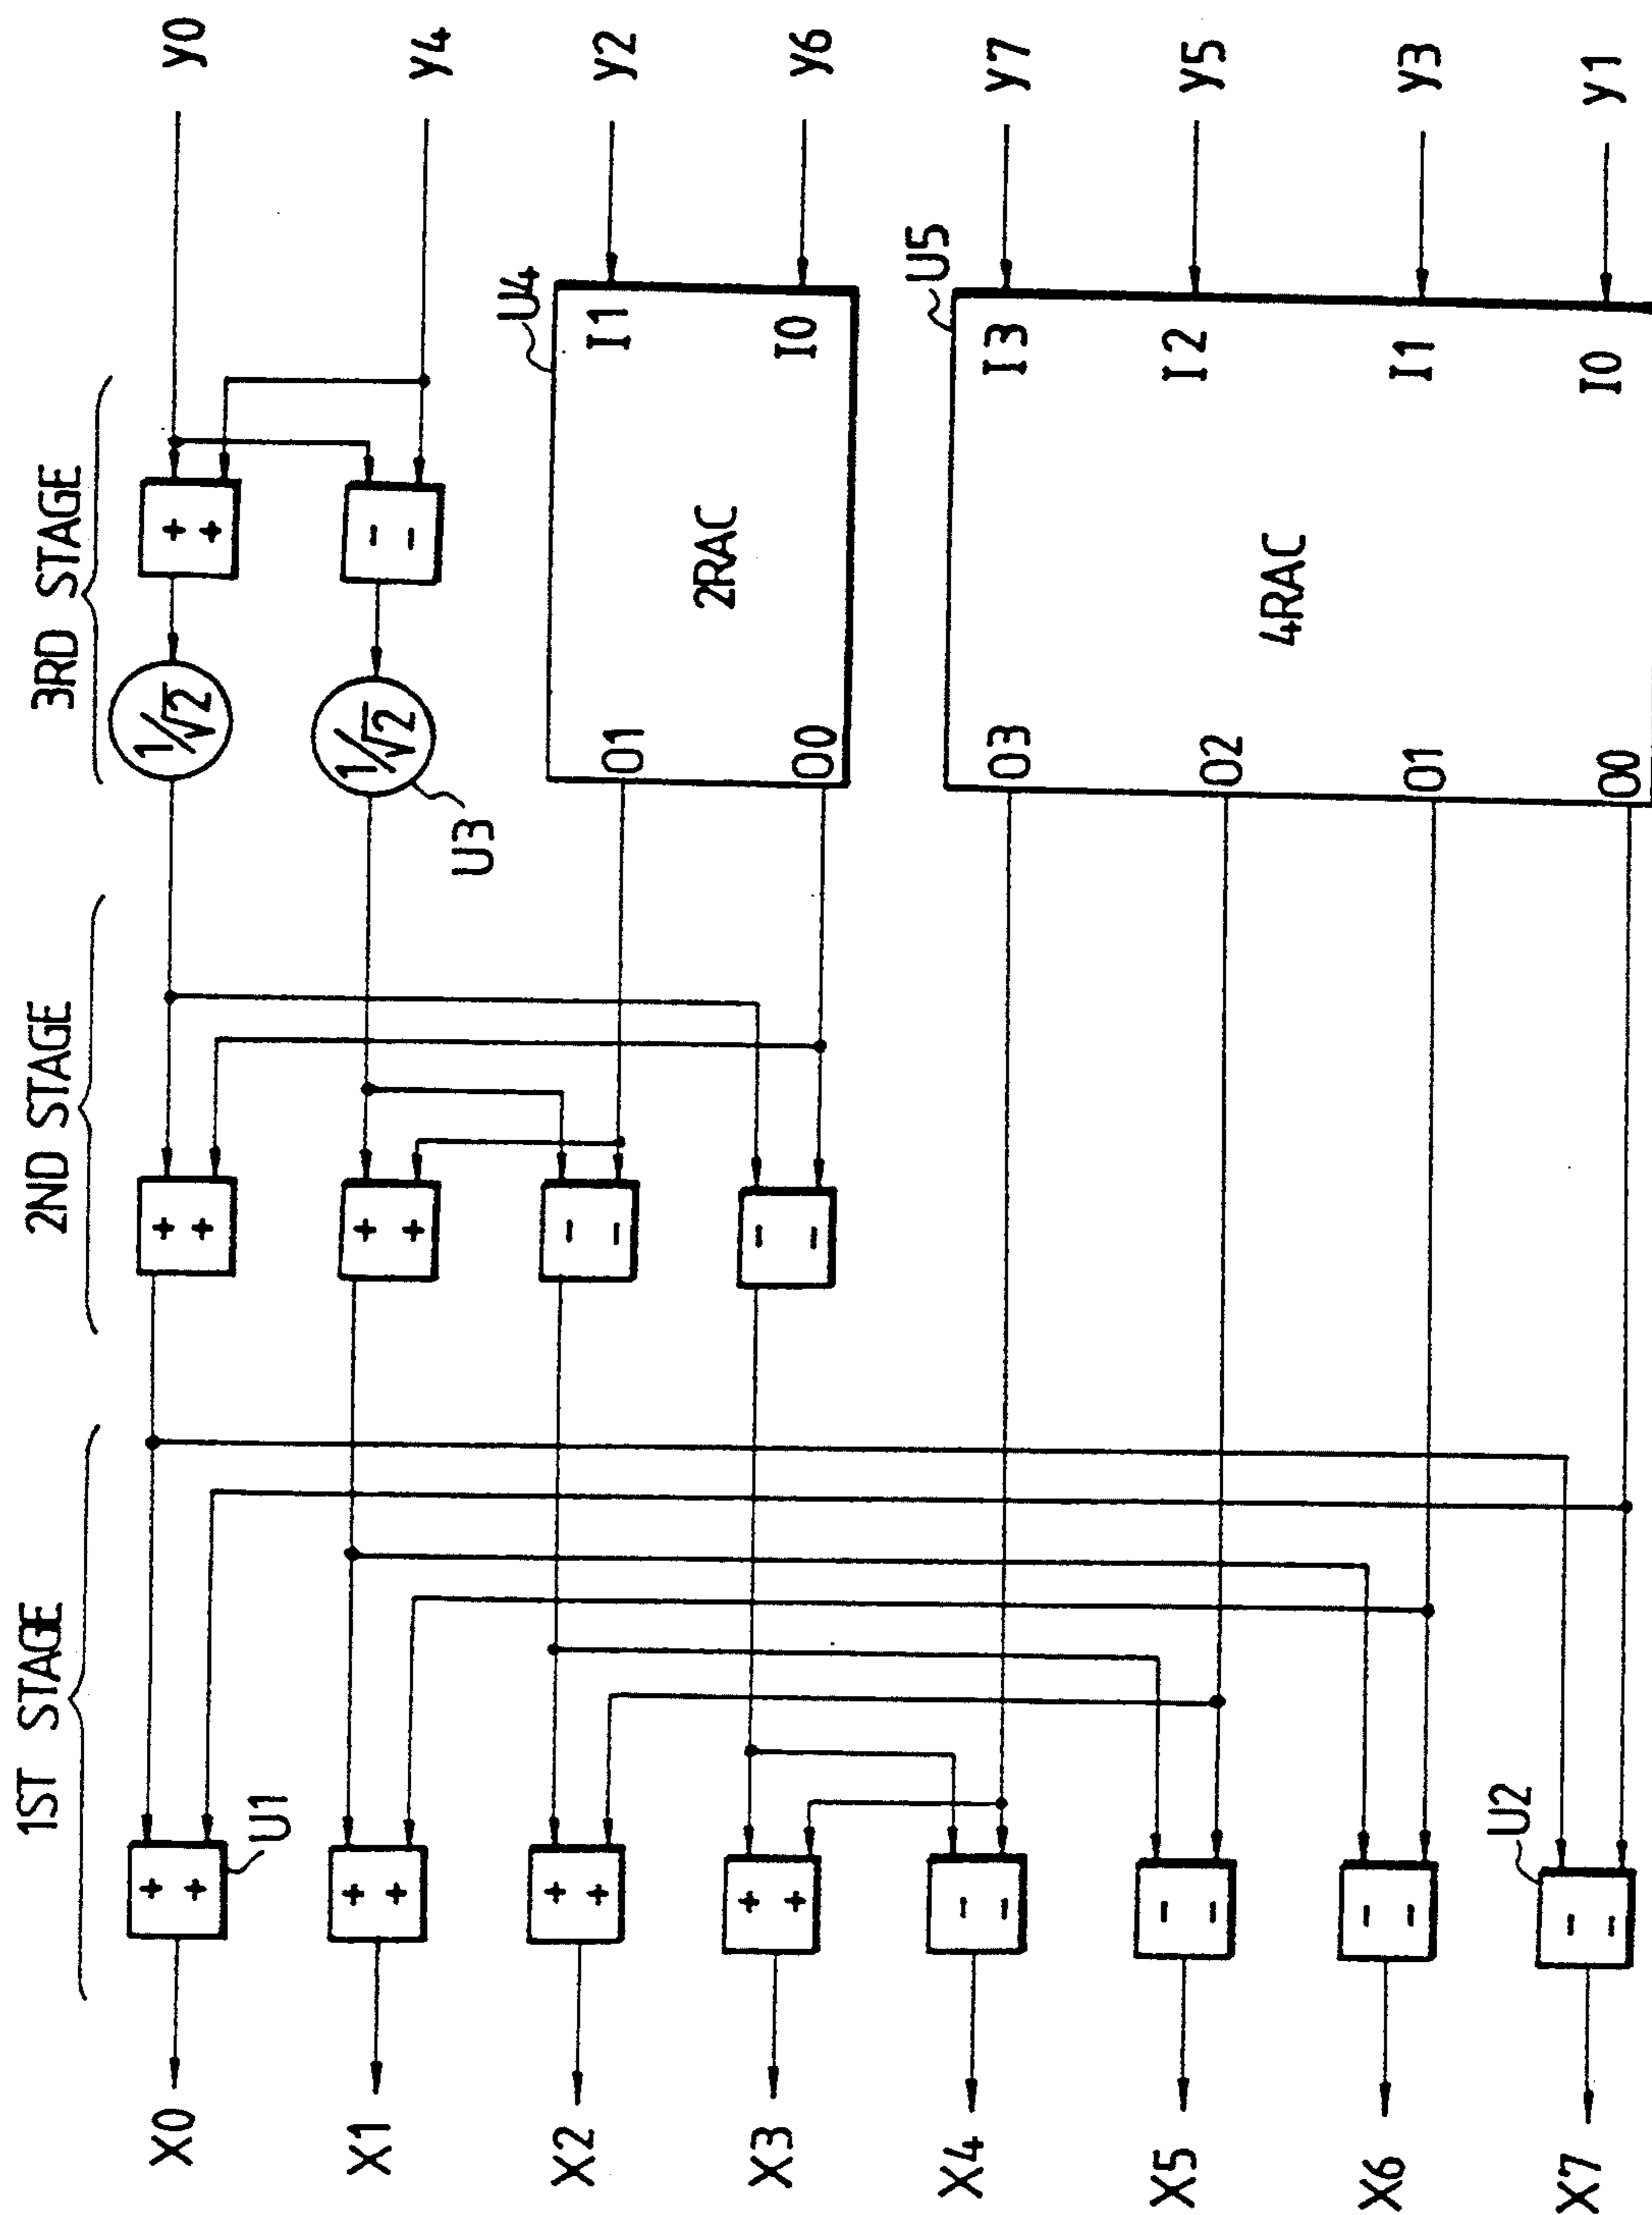 y0
y4
y2
y6
y7
y5
y3
y1
3RD STAGE
+
+
−
−
1/√2
1/√2
U3
U4
I1
I0
2RAC
O1
O0
U5
I3
I2
I1
I0
4RAC
O3
O2
O1
O0
2ND STAGE
+
+
+
+
−
−
−
−
1ST STAGE
+
+
U1
+
+
+
+
+
+
−
−
−
−
−
−
−
−
U2
X0
X1
X2
X3
X4
X5
X6
X7